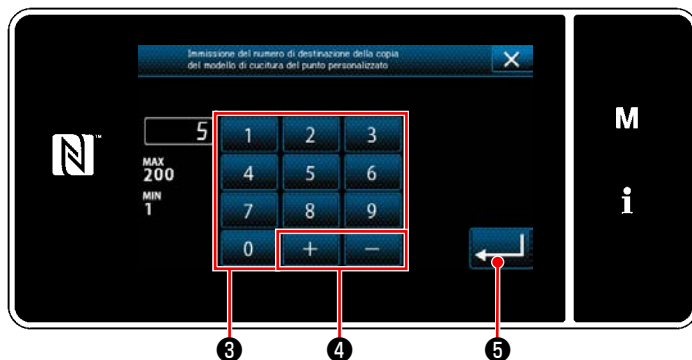 Immissione del numero di destinazione della copia
del modello di cucitura del punto personalizzato
M
5
1 2 3
MAX
200
4 5 6
MIN
1
7 8 9
i
0 + −
❸ ❹ ❺